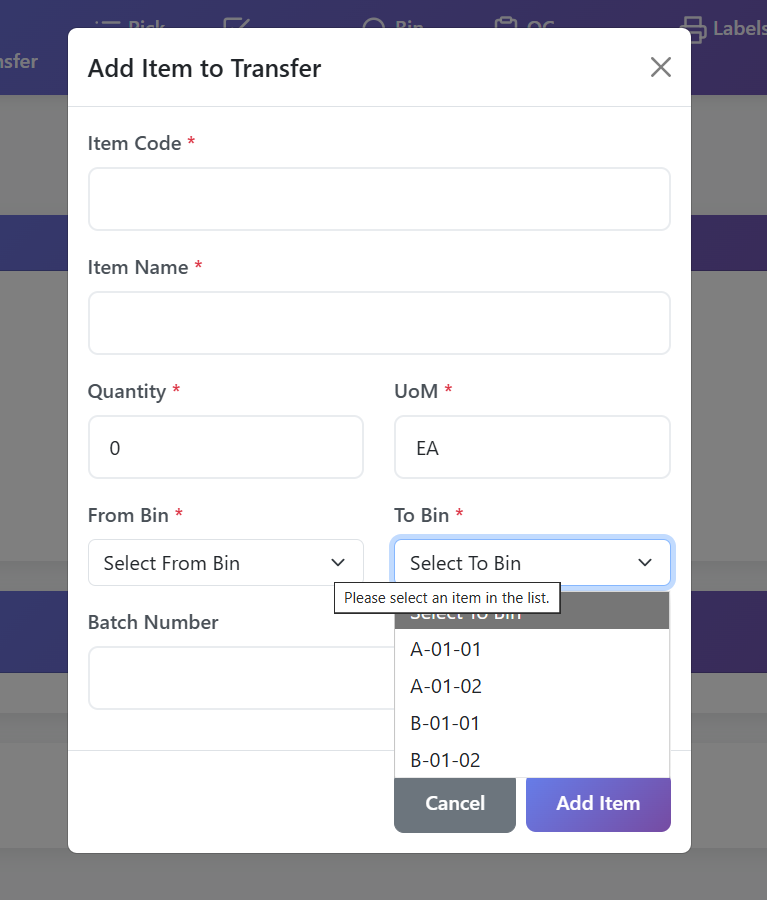 Pick
Bin
QC
Labels
nsfer
Add Item to Transfer
Item Code *
Item Name *
Quantity *
UoM *
0
EA
From Bin *
To Bin *
Select From Bin
Select To Bin
Please select an item in the list.
Select To Bin
Batch Number
A-01-01
A-01-02
B-01-01
B-01-02
Cancel
Add Item